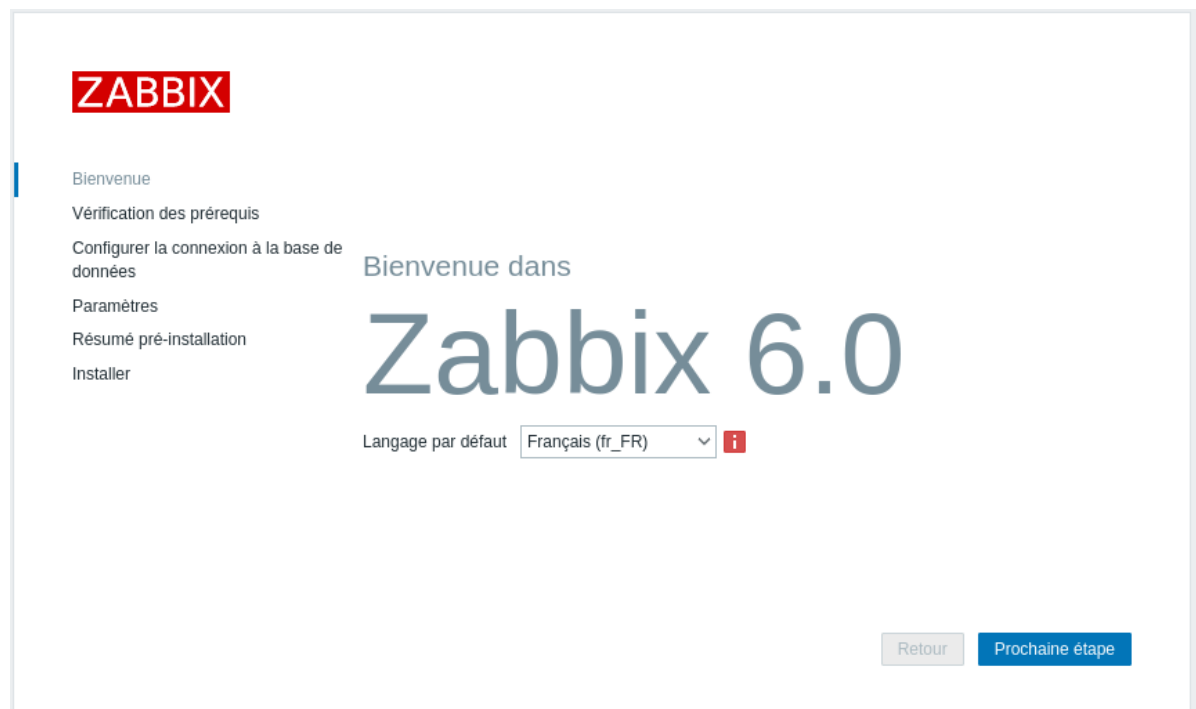 ZABBIX
Bienvenue
Vérification des prérequis
Configurer la connexion à la base de
données
Paramètres
Résumé pré-installation
Installer
Bienvenue dans
Zabbix 6.0
Langage par défaut Français (fr_FR) i
Retour Prochaine étape